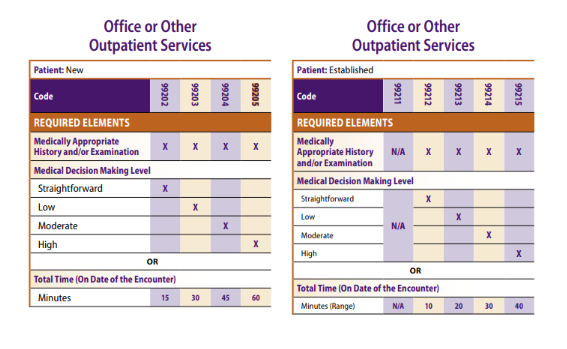 Office or Other
Outpatient Services
Patient: New
Code 99202 99203 99204 99205
REQUIRED ELEMENTS
Medically Appropriate
History and/or Examination X X X X
Medical Decision Making Level
Straightforward X
Low X
Moderate X
High X
OR
Total Time (On Date of the Encounter)
Minutes 15 30 45 60
Office or Other
Outpatient Services
Patient: Established
Code 99211 99212 99213 99214 99215
REQUIRED ELEMENTS
Medically
Appropriate History N/A X X X X
and/or Examination
Medical Decision Making Level
Straightforward X
Low X
N/A
Moderate X
High X
OR
Total Time (On Date of the Encounter)
Minutes (Range) N/A 10 20 30 40